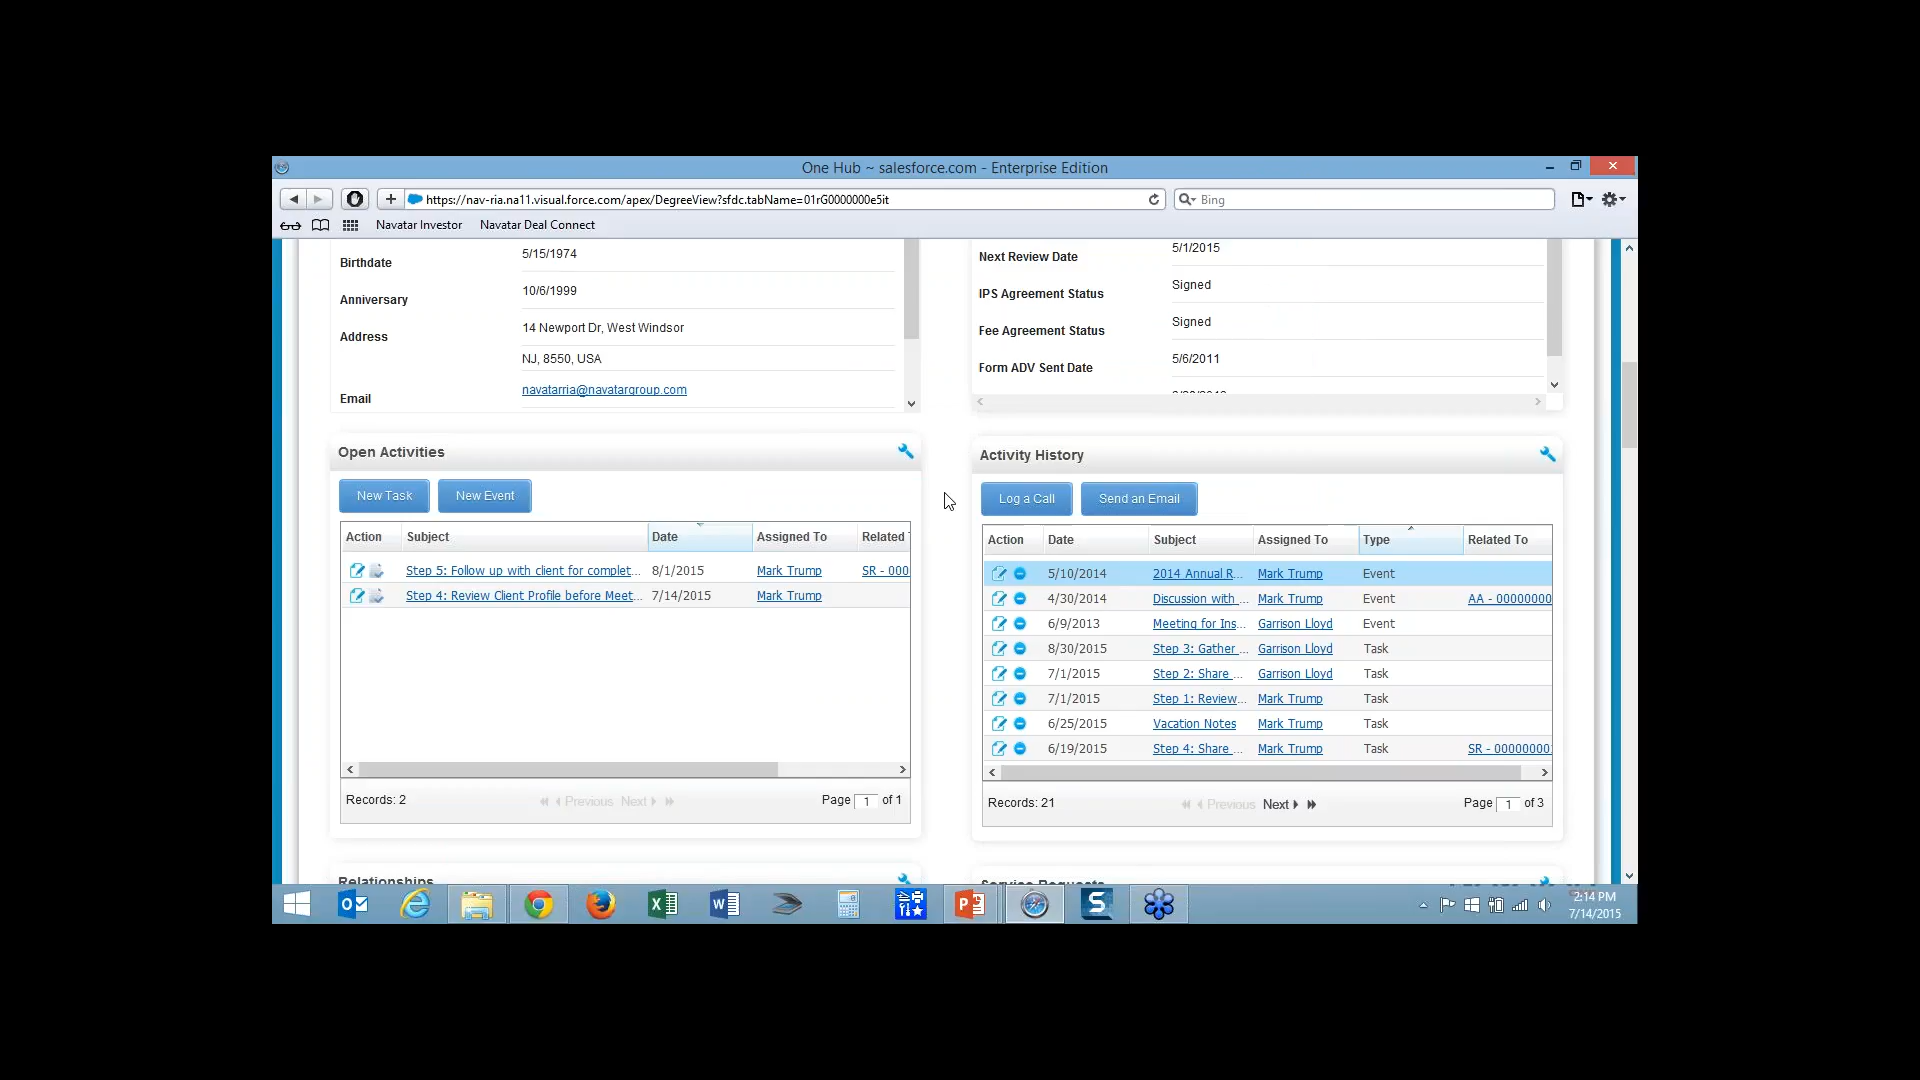 One Hub ~ salesforce.com - Enterprise Edition
https://nav-ria.na11.visual.force.com/apex/DegreeView?sfdc.tabName=01rG0000000e5it
Bing
Navatar Investor Navatar Deal Connect
Birthdate 5/15/1974
Anniversary 10/6/1999
Address 14 Newport Dr, West Windsor
NJ, 8550, USA
Email navatarria@navatargroup.com
Next Review Date 5/1/2015
IPS Agreement Status Signed
Fee Agreement Status Signed
Form ADV Sent Date 5/6/2011
Open Activities
New Task New Event
Action Subject Date Assigned To Related
Step 5: Follow up with client for complet... 8/1/2015 Mark Trump SR - 000
Step 4: Review Client Profile before Meet... 7/14/2015 Mark Trump
Records: 2 Previous Next Page 1 of 1
Activity History
Log a Call Send an Email
Action Date Subject Assigned To Type Related To
5/10/2014 2014 Annual R... Mark Trump Event
4/30/2014 Discussion with ... Mark Trump Event AA - 00000000
6/9/2013 Meeting for Ins... Garrison Lloyd Event
8/30/2015 Step 3: Gather ... Garrison Lloyd Task
7/1/2015 Step 2: Share ... Garrison Lloyd Task
7/1/2015 Step 1: Review... Mark Trump Task
6/25/2015 Vacation Notes Mark Trump Task
6/19/2015 Step 4: Share ... Mark Trump Task SR - 00000000
Records: 21 Previous Next Page 1 of 3
Relationships
Service Requests
2:14 PM
7/14/2015